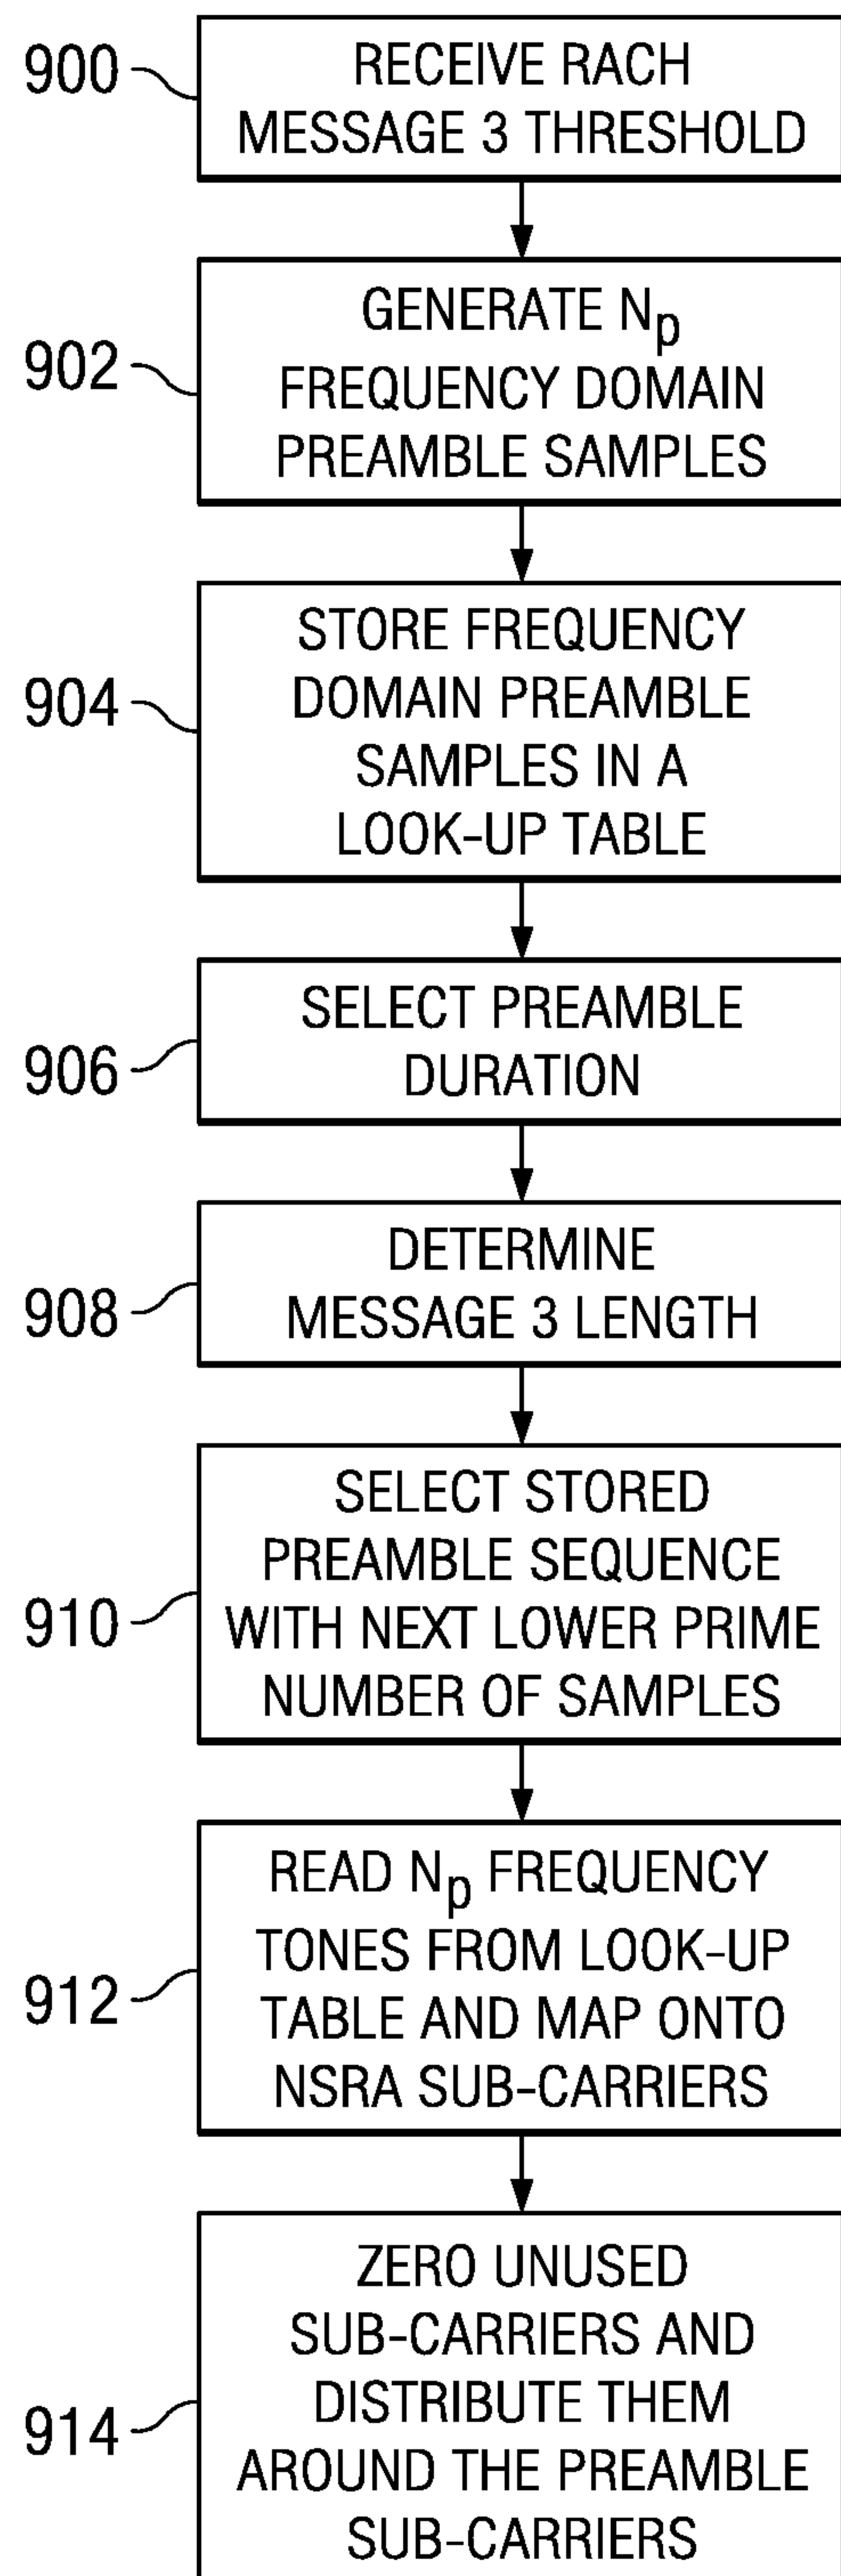 900
RECEIVE RACH
MESSAGE 3 THRESHOLD
902
GENERATE Np
FREQUENCY DOMAIN
PREAMBLE SAMPLES
904
STORE FREQUENCY
DOMAIN PREAMBLE
SAMPLES IN A
LOOK-UP TABLE
906
SELECT PREAMBLE
DURATION
908
DETERMINE
MESSAGE 3 LENGTH
910
SELECT STORED
PREAMBLE SEQUENCE
WITH NEXT LOWER PRIME
NUMBER OF SAMPLES
912
READ Np FREQUENCY
TONES FROM LOOK-UP
TABLE AND MAP ONTO
NSRA SUB-CARRIERS
914
ZERO UNUSED
SUB-CARRIERS AND
DISTRIBUTE THEM
AROUND THE PREAMBLE
SUB-CARRIERS